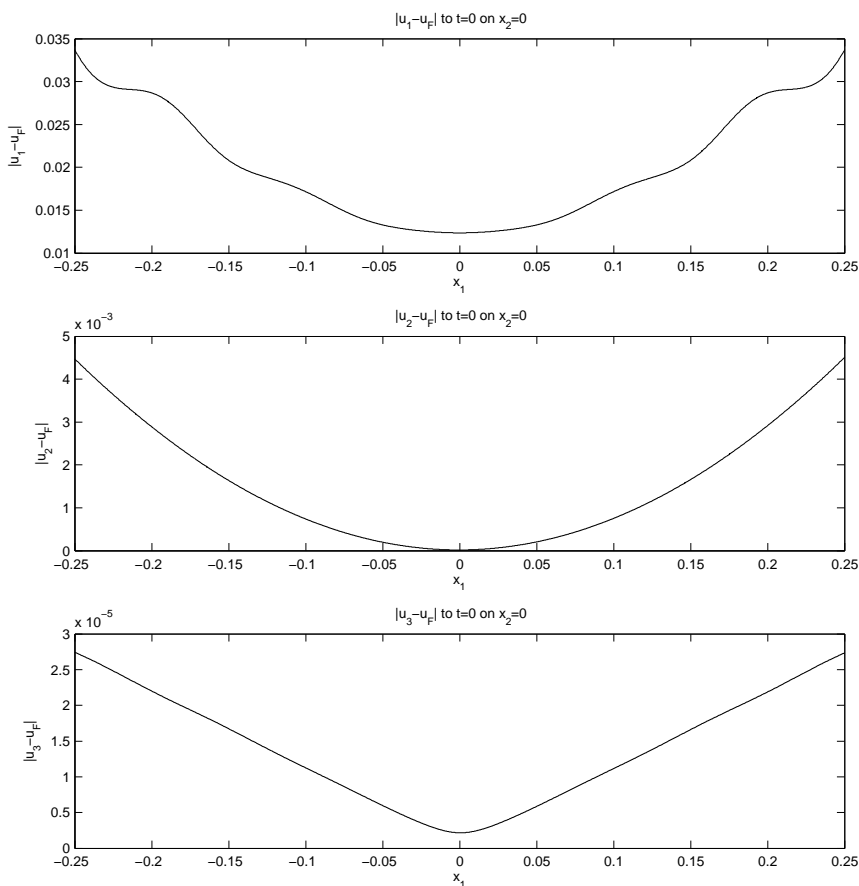 |u₁−u_F| to t=0 on x₂=0
0.035
0.03
0.025
0.02
0.015
0.01
|u₁−u_F|
−0.25 −0.2 −0.15 −0.1 −0.05 0 0.05 0.1 0.15 0.2 0.25
x₁
|u₂−u_F| to t=0 on x₂=0
x 10⁻³
5
4
3
2
1
0
|u₂−u_F|
−0.25 −0.2 −0.15 −0.1 −0.05 0 0.05 0.1 0.15 0.2 0.25
x₁
|u₃−u_F| to t=0 on x₂=0
x 10⁻⁵
3
2.5
2
1.5
1
0.5
0
|u₃−u_F|
−0.25 −0.2 −0.15 −0.1 −0.05 0 0.05 0.1 0.15 0.2 0.25
x₁